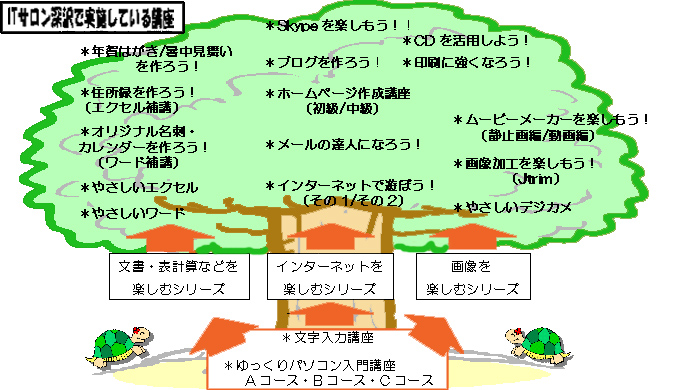 ITサロン深沢で実施している講座
＊年賀はがき/暑中見舞い
を作ろう！
＊住所録を作ろう！
（エクセル補講）
＊オリジナル名刺・
カレンダーを作ろう！
（ワード補講）
＊やさしいエクセル
＊やさしいワード
＊Skypeを楽しもう！！
＊ブログを作ろう！
＊ホームページ作成講座
（初級/中級）
＊メールの達人になろう！
＊インターネットで遊ぼう！
（その１/その２）
＊CDを活用しよう！
＊印刷に強くなろう！
＊ムービーメーカーを楽しもう！
（静止画編/動画編）
＊画像加工を楽しもう！
（Jtrim）
＊やさしいデジカメ
文書・表計算などを
楽しむシリーズ
インターネットを
楽しむシリーズ
画像を
楽しむシリーズ
＊文字入力講座
＊ゆっくりパソコン入門講座
Aコース・Bコース・Cコース